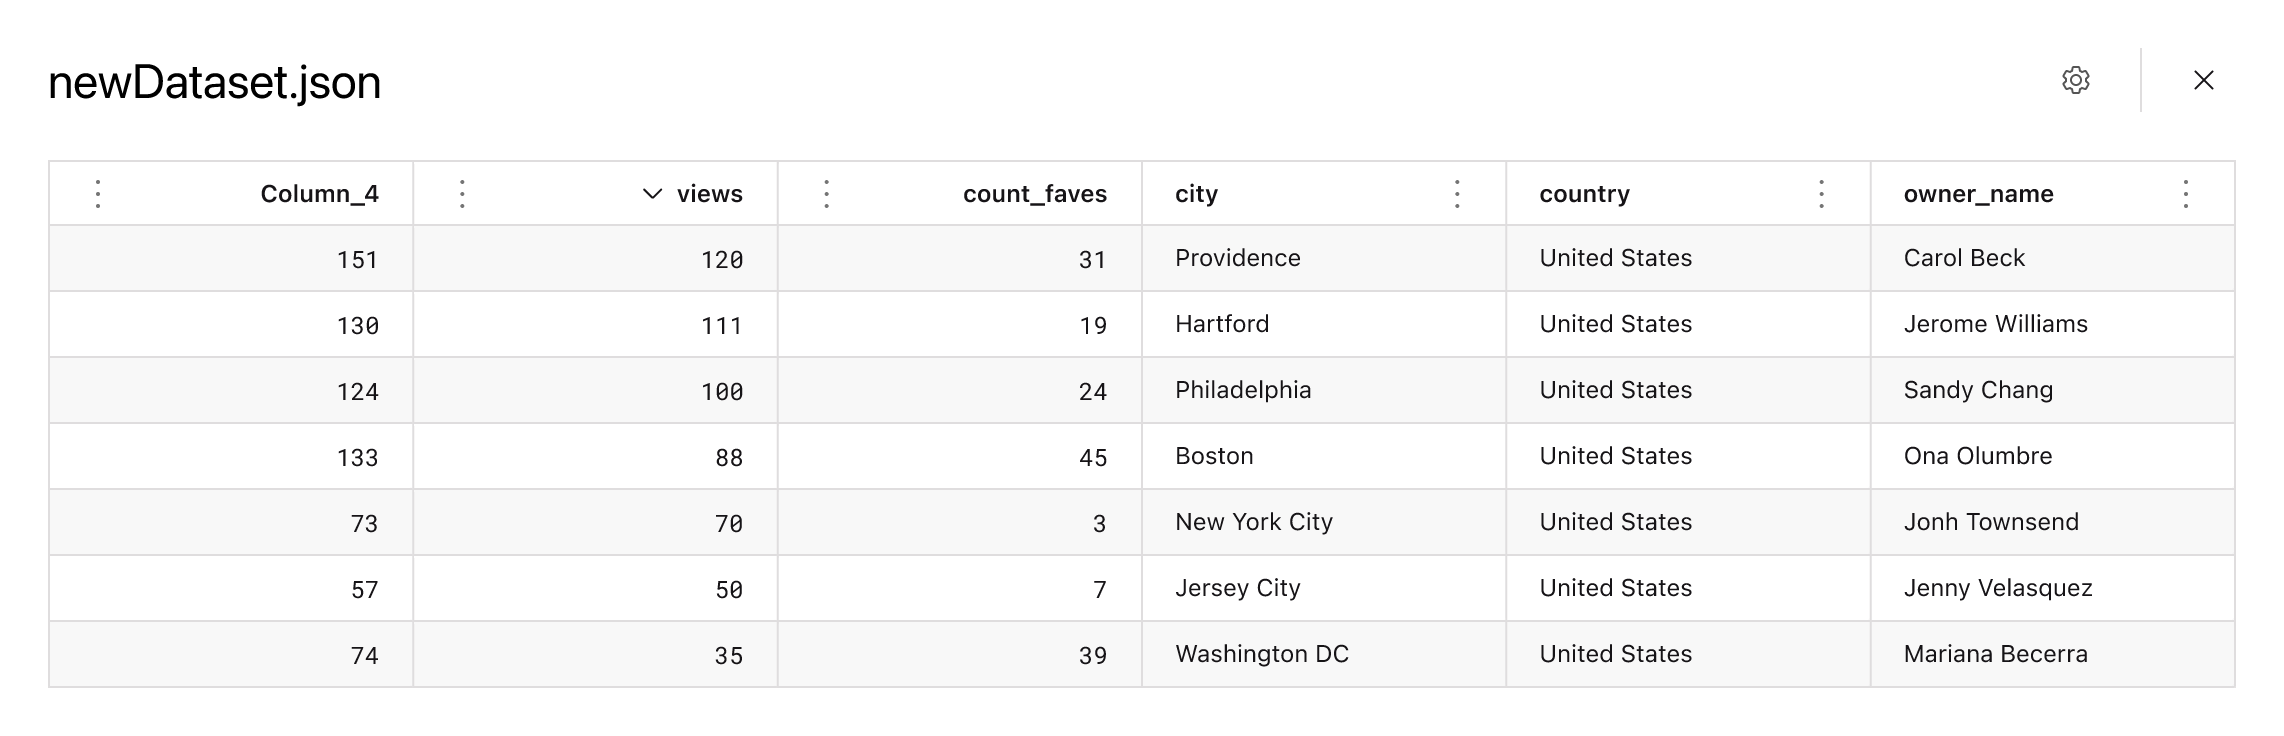 newDataset.json
Column_4 views count_faves city country owner_name
151 120 31 Providence United States Carol Beck
130 111 19 Hartford United States Jerome Williams
124 100 24 Philadelphia United States Sandy Chang
133 88 45 Boston United States Ona Olumbre
73 70 3 New York City United States Jonh Townsend
57 50 7 Jersey City United States Jenny Velasquez
74 35 39 Washington DC United States Mariana Becerra